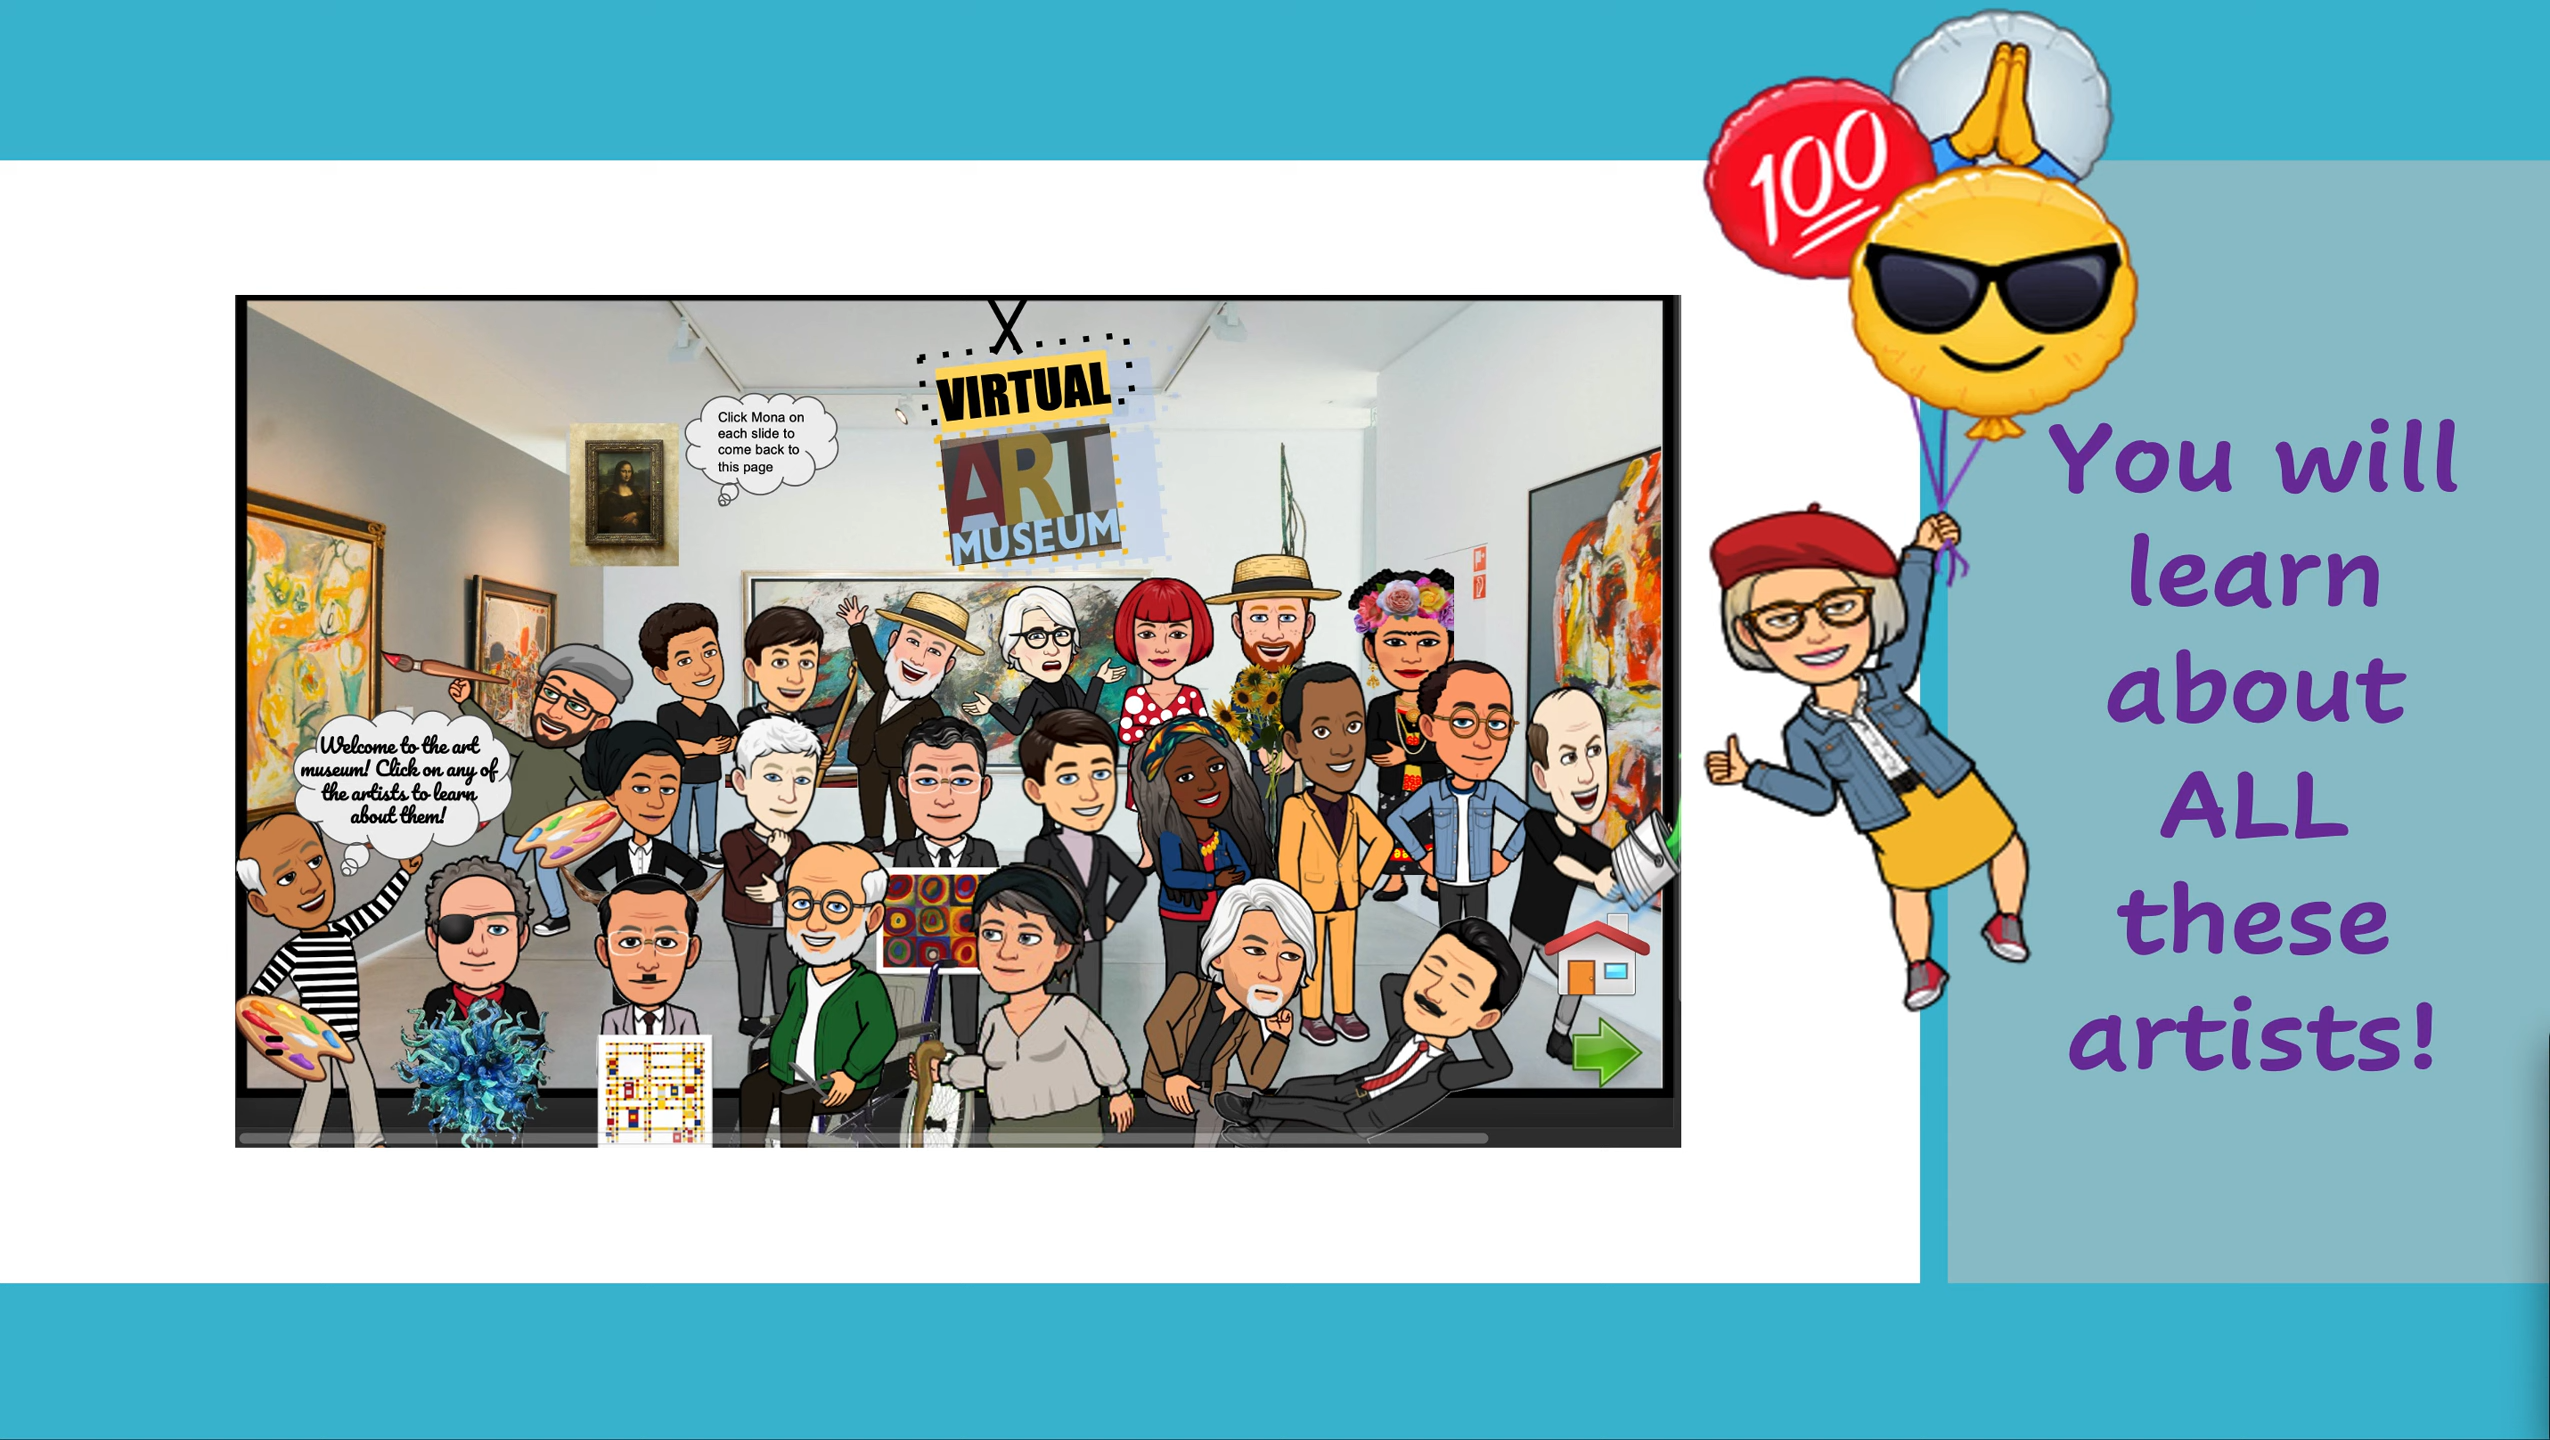 100
VIRTUAL
ART
MUSEUM
Click Mona on
each slide to
come back to
this page
Welcome to the art
museum! Click on any of
the artists to learn
about them!
You will
learn
about
ALL
these
artists!